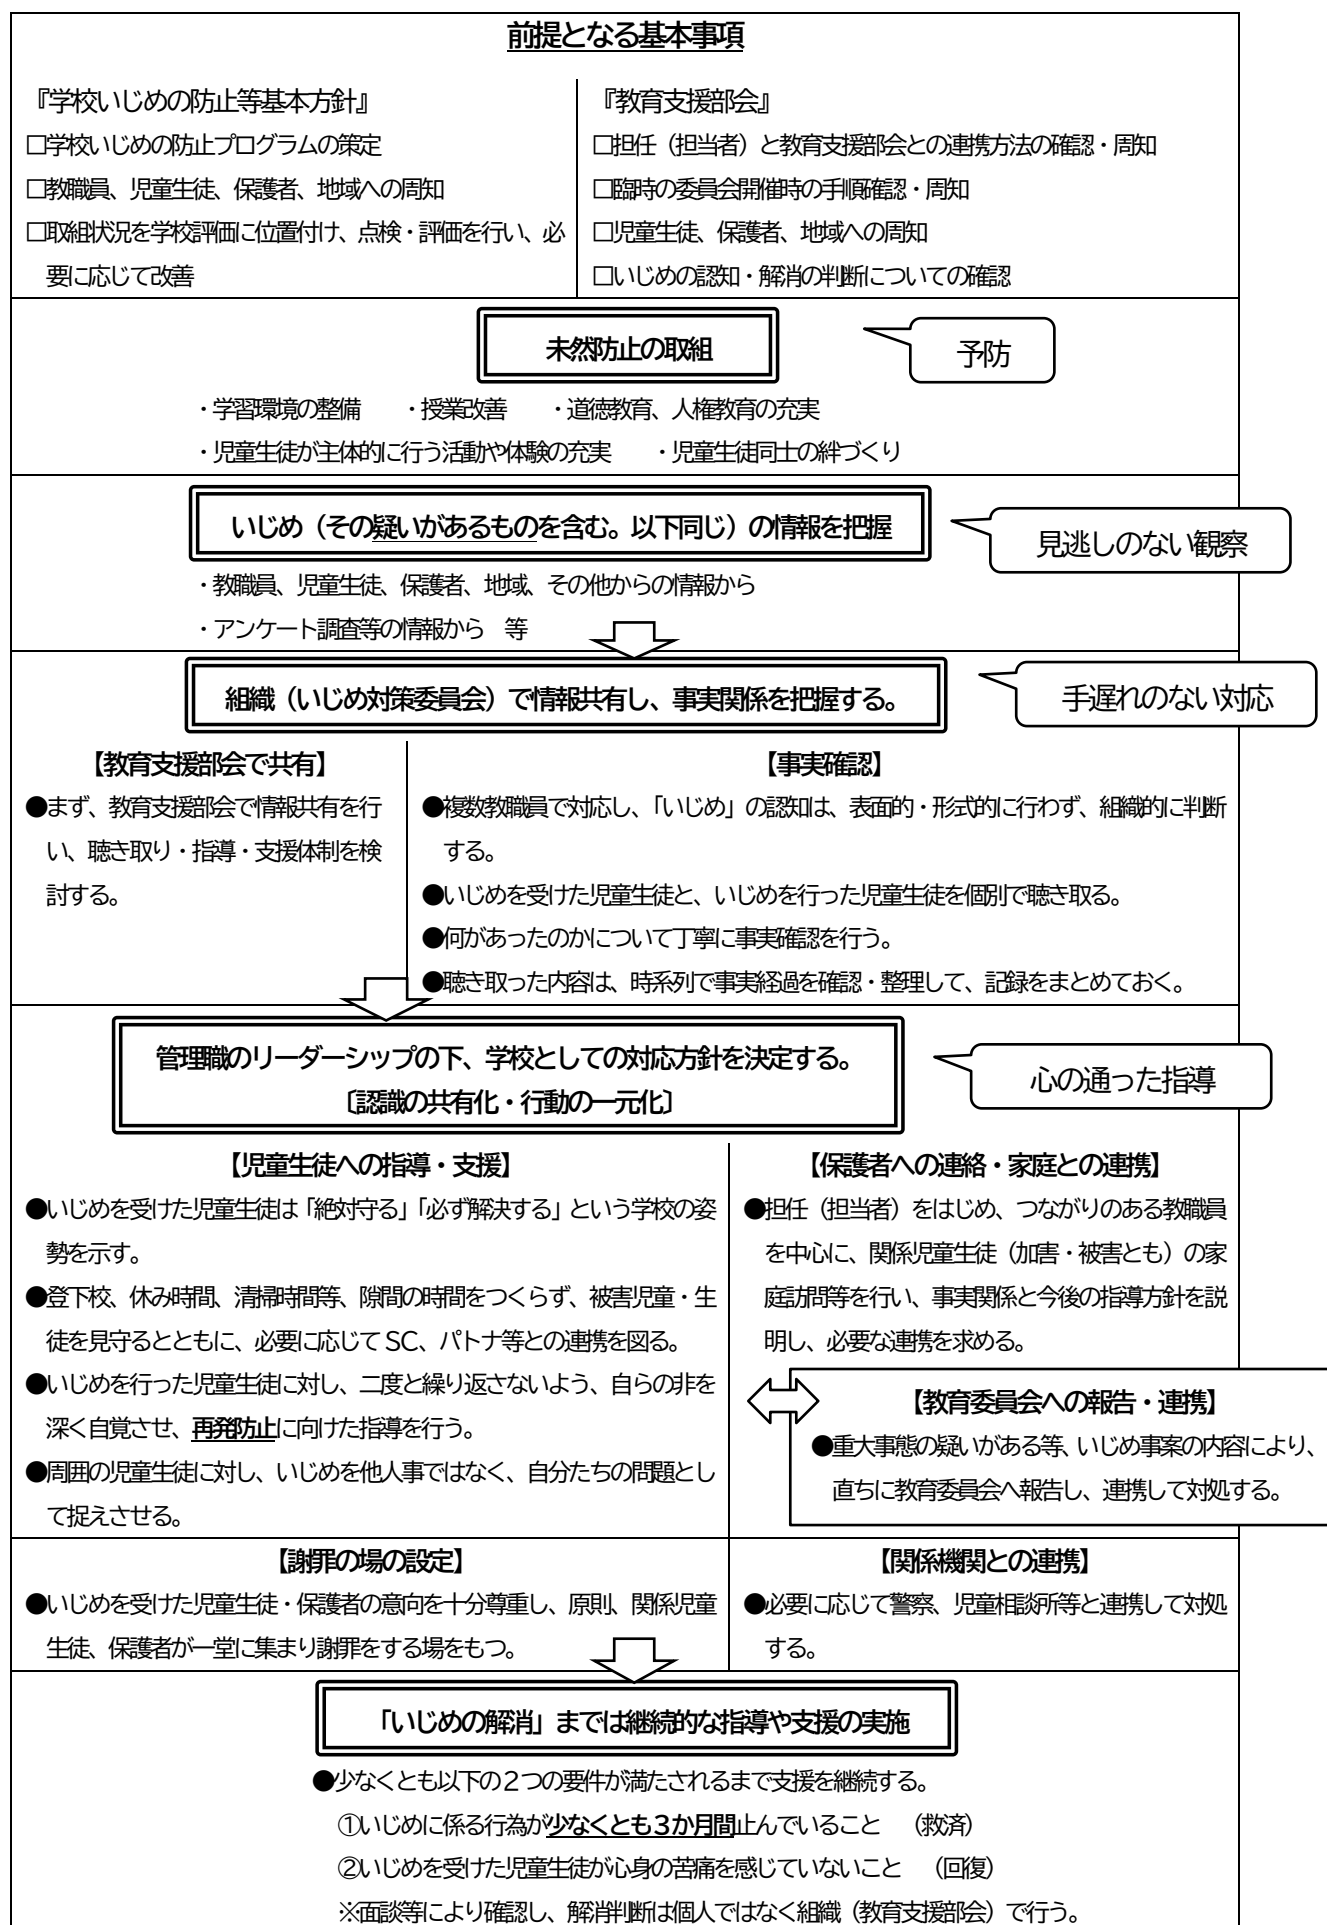 前提となる基本事項
『学校いじめの防止等基本方針』
□学校いじめの防止プログラムの策定
□教職員、児童生徒、保護者、地域への周知
□取組状況を学校評価に位置付け、点検・評価を行い、必
要に応じて改善
『教育支援部会』
□担任（担当者）と教育支援部会との連携方法の確認・周知
□臨時の委員会開催時の手順確認・周知
□児童生徒、保護者、地域への周知
□いじめの認知・解消の判断についての確認
未然防止の取組
予防
・学習環境の整備　　・授業改善　　・道徳教育、人権教育の充実
・児童生徒が主体的に行う活動や体験の充実　　・児童生徒同士の絆づくり
いじめ（その疑いがあるものを含む。以下同じ）の情報を把握
見逃しのない観察
・教職員、児童生徒、保護者、地域、その他からの情報から
・アンケート調査等の情報から　等
組織（いじめ対策委員会）で情報共有し、事実関係を把握する。
手遅れのない対応
【教育支援部会で共有】
●まず、教育支援部会で情報共有を行
い、聴き取り・指導・支援体制を検
討する。
【事実確認】
●複数教職員で対応し、「いじめ」の認知は、表面的・形式的に行わず、組織的に判断
する。
●いじめを受けた児童生徒と、いじめを行った児童生徒を個別で聴き取る。
●何があったのかについて丁寧に事実確認を行う。
●聴き取った内容は、時系列で事実経過を確認・整理して、記録をまとめておく。
管理職のリーダーシップの下、学校としての対応方針を決定する。
〔認識の共有化・行動の一元化〕
心の通った指導
【児童生徒への指導・支援】
●いじめを受けた児童生徒は「絶対守る」「必ず解決する」という学校の姿
勢を示す。
●登下校、休み時間、清掃時間等、隙間の時間をつくらず、被害児童・生
徒を見守るとともに、必要に応じて SC、パトナ等との連携を図る。
●いじめを行った児童生徒に対し、二度と繰り返さないよう、自らの非を
深く自覚させ、再発防止に向けた指導を行う。
●周囲の児童生徒に対し、いじめを他人事ではなく、自分たちの問題とし
て捉えさせる。
【保護者への連絡・家庭との連携】
●担任（担当者）をはじめ、つながりのある教職員
を中心に、関係児童生徒（加害・被害とも）の家
庭訪問等を行い、事実関係と今後の指導方針を説
明し、必要な連携を求める。
【教育委員会への報告・連携】
●重大事態の疑いがある等、いじめ事案の内容により、
直ちに教育委員会へ報告し、連携して対処する。
【謝罪の場の設定】
●いじめを受けた児童生徒・保護者の意向を十分尊重し、原則、関係児童
生徒、保護者が一堂に集まり謝罪をする場をもつ。
【関係機関との連携】
●必要に応じて警察、児童相談所等と連携して対処
する。
「いじめの解消」までは継続的な指導や支援の実施
●少なくとも以下の２つの要件が満たされるまで支援を継続する。
①いじめに係る行為が少なくとも３か月間止んでいること　（救済）
②いじめを受けた児童生徒が心身の苦痛を感じていないこと　（回復）
※面談等により確認し、解消判断は個人ではなく組織（教育支援部会）で行う。